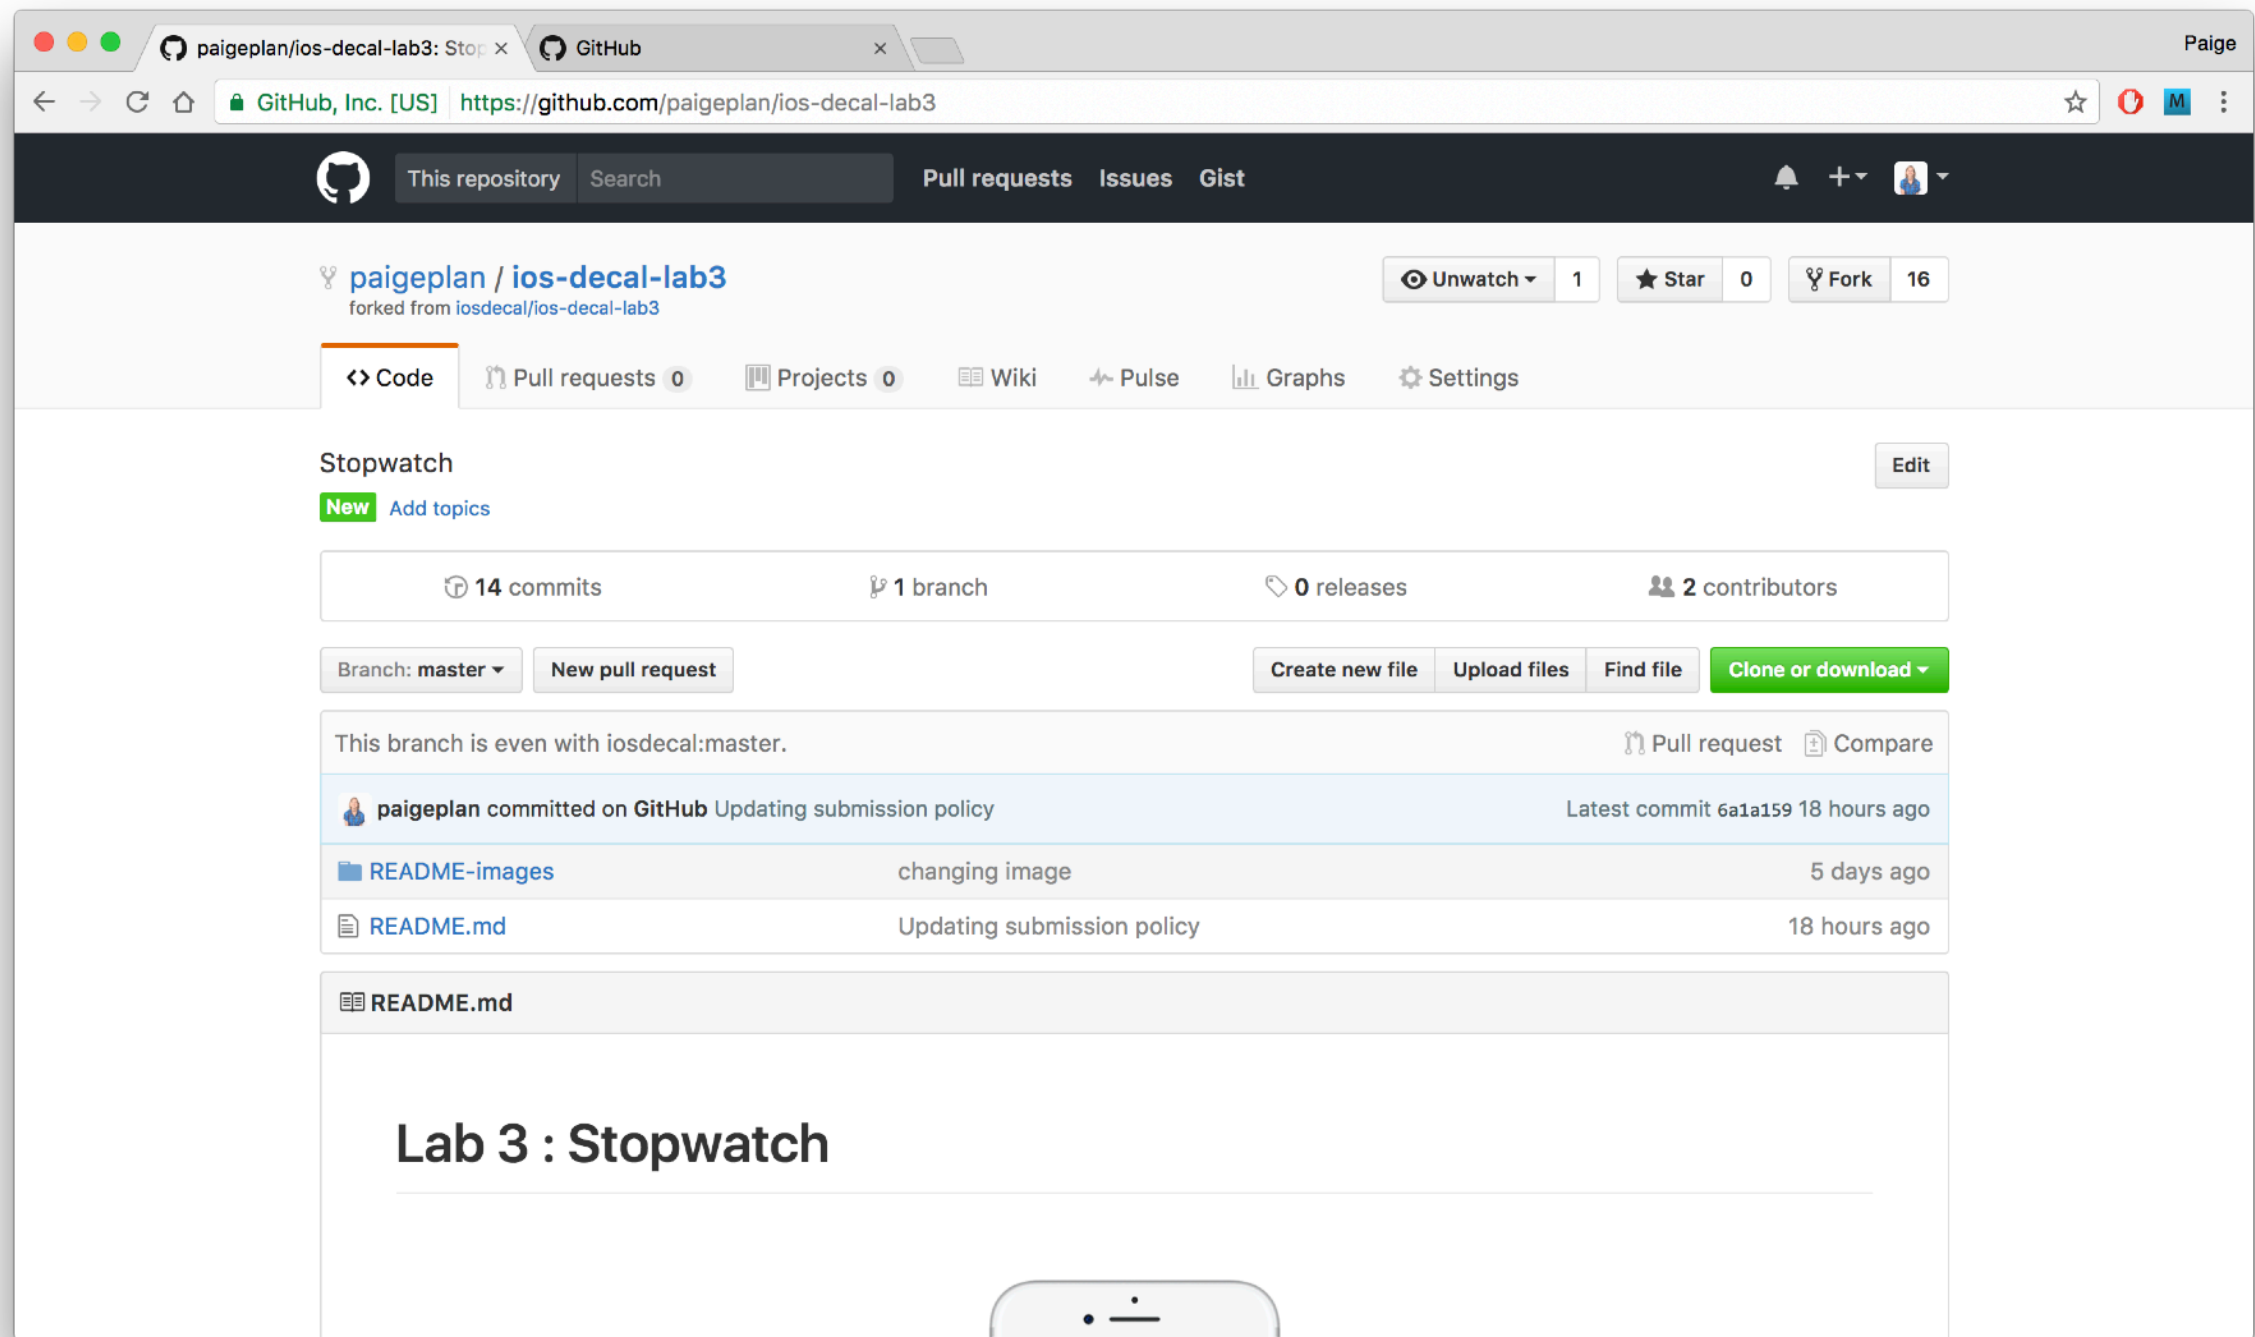 paigeplan/ios-decal-lab3: Stop GitHub Paige
GitHub, Inc. [US] https://github.com/paigeplan/ios-decal-lab3 M
This repository Search Pull requests Issues Gist
paigeplan / ios-decal-lab3 Unwatch 1 Star 0 Fork 16
forked from iosdecal/ios-decal-lab3
<> Code Pull requests 0 Projects 0 Wiki Pulse Graphs Settings
Stopwatch Edit
New Add topics
14 commits 1 branch 0 releases 2 contributors
Branch: master New pull request Create new file Upload files Find file Clone or download
This branch is even with iosdecal:master. Pull request Compare
paigeplan committed on GitHub Updating submission policy Latest commit 6a1a159 18 hours ago
README-images changing image 5 days ago
README.md Updating submission policy 18 hours ago
README.md
Lab 3 : Stopwatch